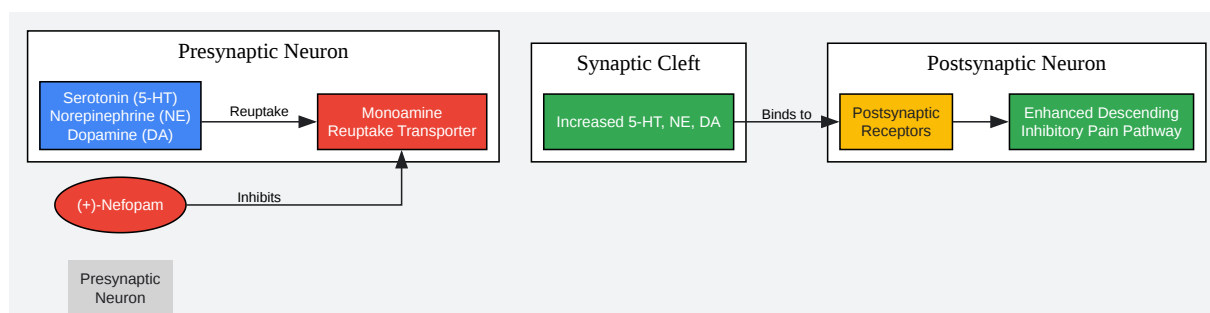 Presynaptic Neuron
Serotonin (5-HT)
Norepinephrine (NE)
Dopamine (DA)
Reuptake
Monoamine
Reuptake Transporter
(+)-Nefopam
Inhibits
Presynaptic
Neuron
Synaptic Cleft
Increased 5-HT, NE, DA
Binds to
Postsynaptic Neuron
Postsynaptic
Receptors
Enhanced Descending
Inhibitory Pain Pathway